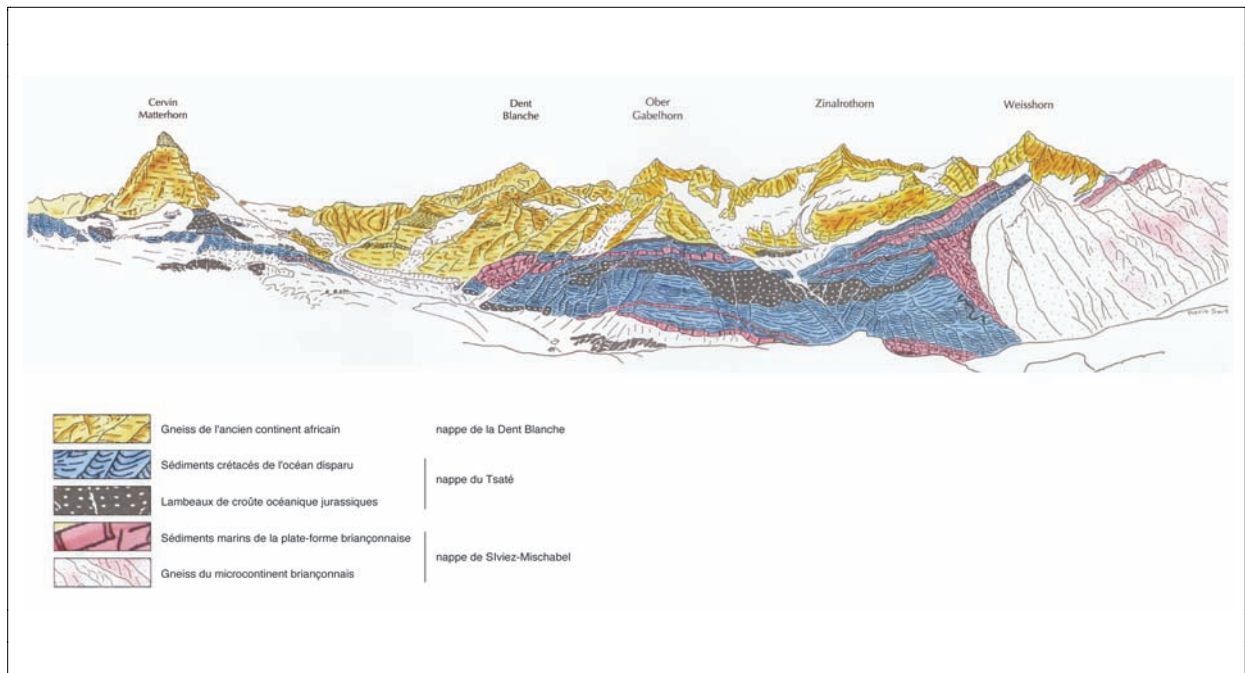 Cervin
Matterhorn
Dent
Blanche
Ober
Gabelhorn
Zinalrothorn
Weisshorn
Gneiss de l'ancien continent africain
nappe de la Dent Blanche
Sédiments crétacés de l'océan disparu
nappe du Tsaté
Lambeaux de croûte océanique jurassiques
Sédiments marins de la plate-forme briançonnaise
nappe de SIviez-Mischabel
Gneiss du microcontinent briançonnais